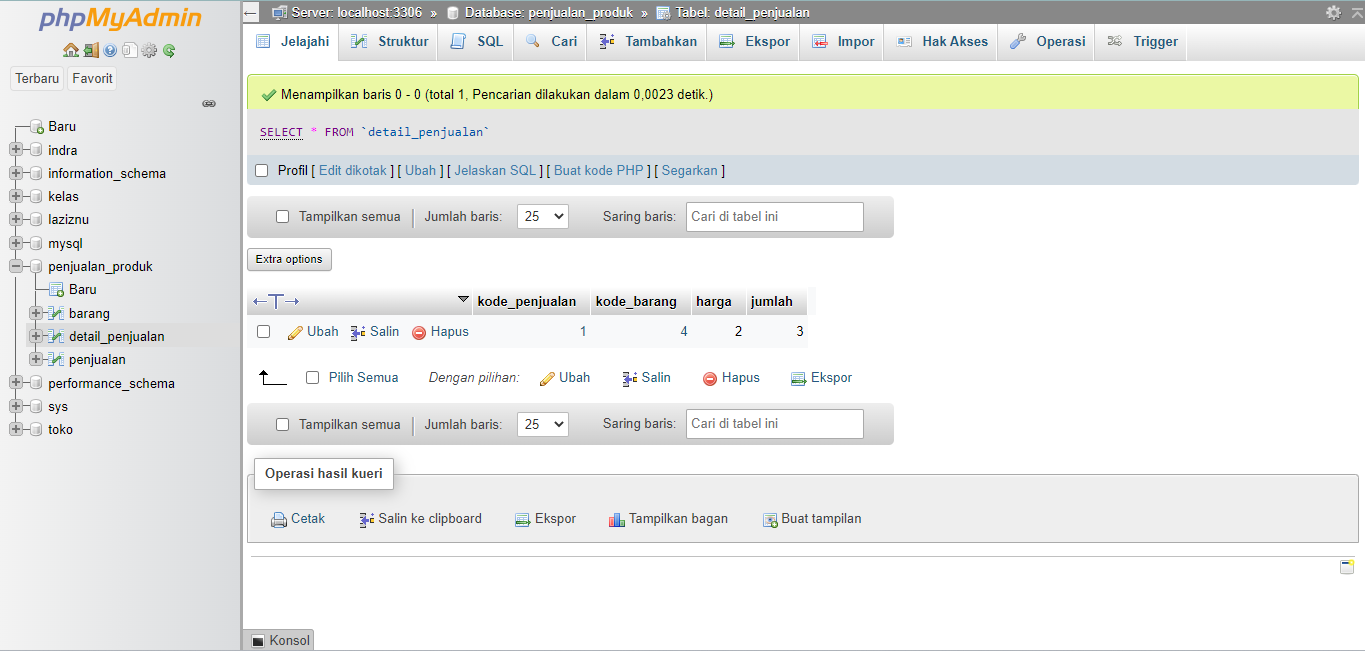 phpMyAdmin
Terbaru Favorit
Baru
indra
information_schema
kelas
laziznu
mysql
penjualan_produk
Baru
barang
detail_penjualan
penjualan
performance_schema
sys
toko
Server: localhost:3306 » Database: penjualan_produk » Tabel: detail_penjualan
Jelajahi Struktur SQL Cari Tambahkan Ekspor Impor Hak Akses Operasi Trigger
Menampilkan baris 0 - 0 (total 1, Pencarian dilakukan dalam 0,0023 detik.)
SELECT * FROM `detail_penjualan`
Profil [ Edit dikotak ] [ Ubah ] [ Jelaskan SQL ] [ Buat kode PHP ] [ Segarkan ]
Tampilkan semua | Jumlah baris: 25 Saring baris: Cari di tabel ini
Extra options
←T→ kode_penjualan kode_barang harga jumlah
Ubah Salin Hapus 1 4 2 3
Pilih Semua Dengan pilihan: Ubah Salin Hapus Ekspor
Tampilkan semua | Jumlah baris: 25 Saring baris: Cari di tabel ini
Operasi hasil kueri
Cetak Salin ke clipboard Ekspor Tampilkan bagan Buat tampilan
Konsol